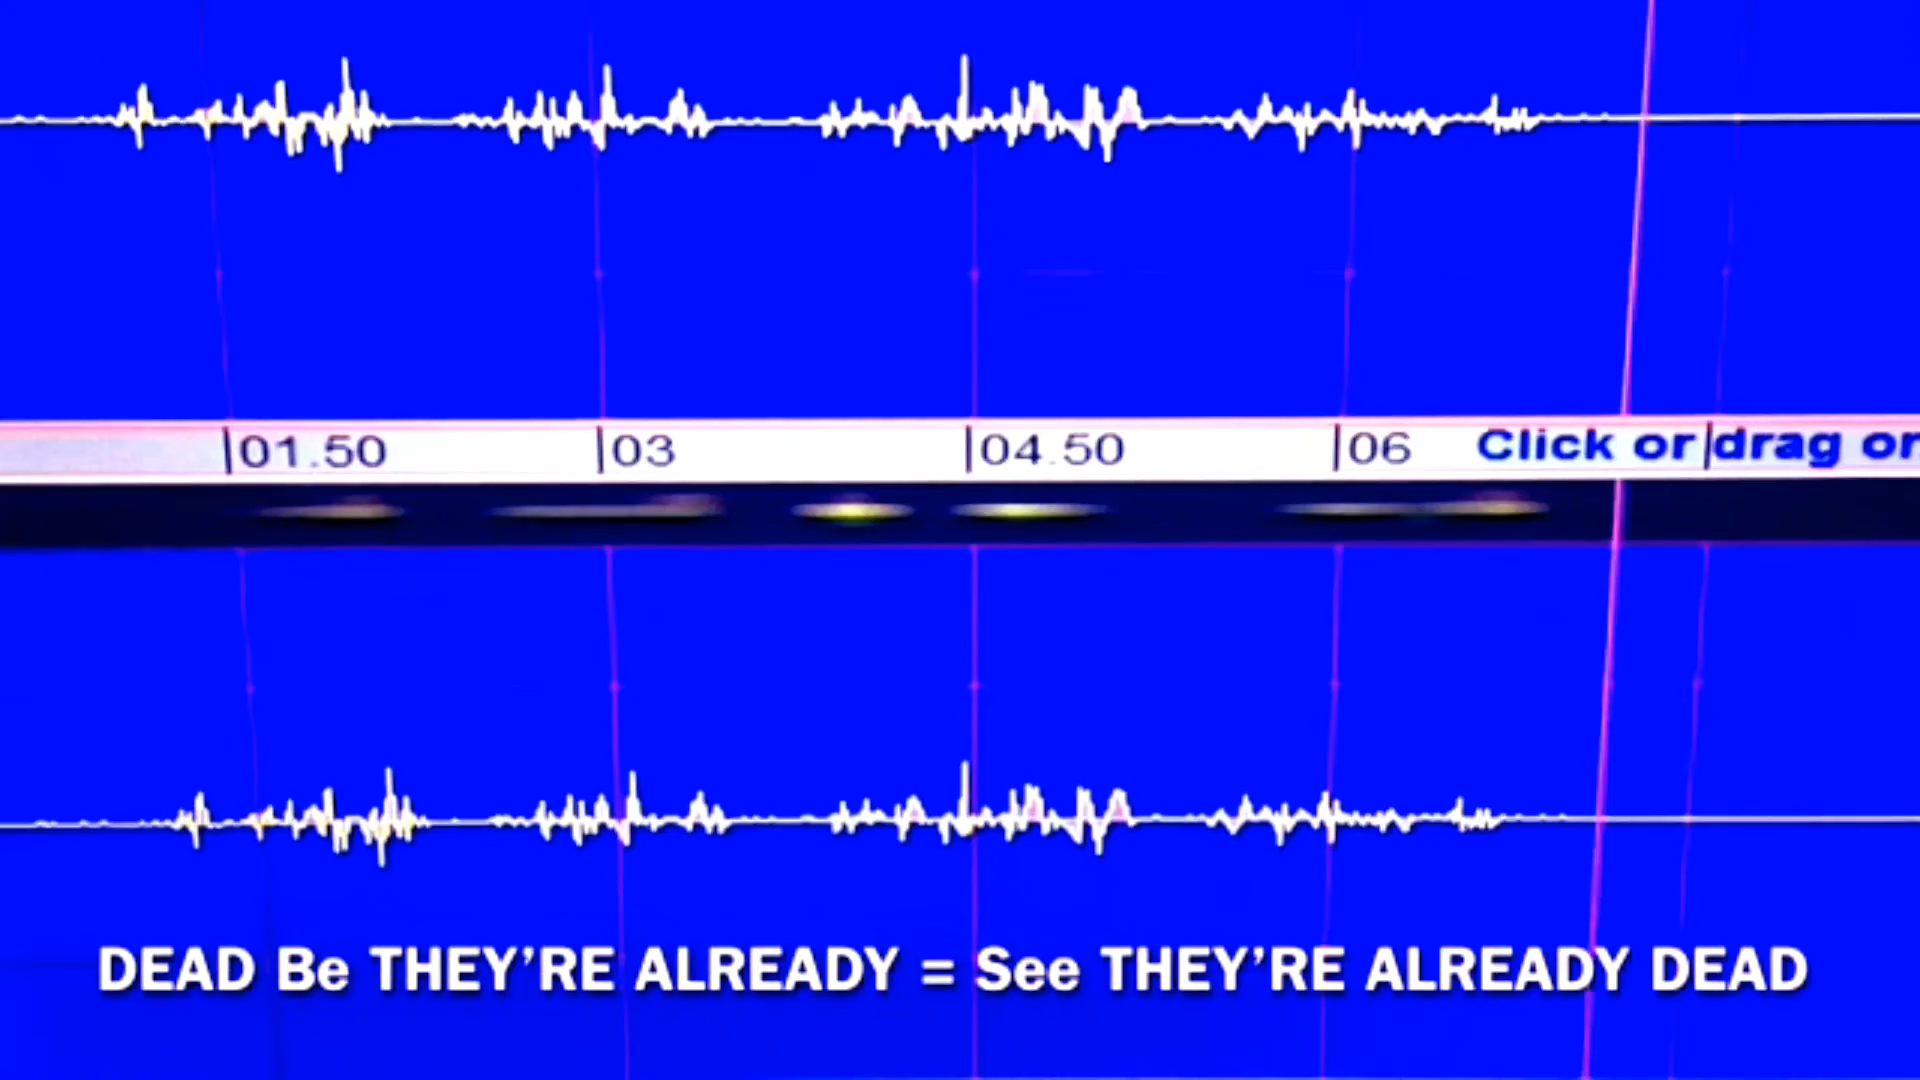 01.50 03 04.50 06 Click or drag or
DEAD Be THEY'RE ALREADY = See THEY'RE ALREADY DEAD